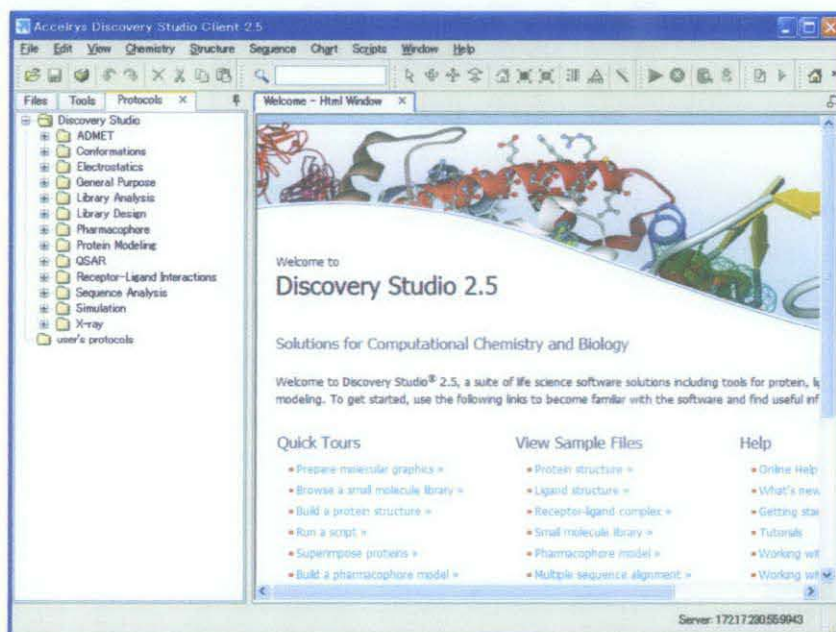 Accelrys Discovery Studio Client 2.5
File Edit View Chemistry Structure Sequence Chart Scripts Window Help
Files Tools Protocols
Welcome - Html Window
Discovery Studio
ADMET
Conformations
Electrostatics
General Purpose
Library Analysis
Library Design
Pharmacophore
Protein Modeling
QSAR
Receptor-Ligand Interactions
Sequence Analysis
Simulation
X-ray
user's protocols
Welcome to
Discovery Studio 2.5
Solutions for Computational Chemistry and Biology
Welcome to Discovery Studio® 2.5, a suite of life science software solutions including tools for protein, li
modeling. To get started, use the following links to become familiar with the software and find useful inf
Quick Tours
Prepare molecular graphics »
Browse a small molecule library »
Build a protein structure »
Run a script »
Superimpose proteins »
Build a pharmacophore model »
View Sample Files
Protein structure »
Ligand structure »
Receptor-ligand complex »
Small molecule library »
Pharmacophore model »
Multiple sequence alignment »
Help
Online Help
What's new
Getting star
Tutorials
Working wit
Working wit
Server: